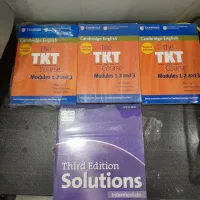 Cambridge English
The
TKT
Course
Modules 1, 2 and 3
Cambridge English
The
TKT
Course
Modules 1, 2 and 3
Cambridge English
The
TKT
Course
Modules 1, 2 and 3
Third Edition
Solutions
Intermediate